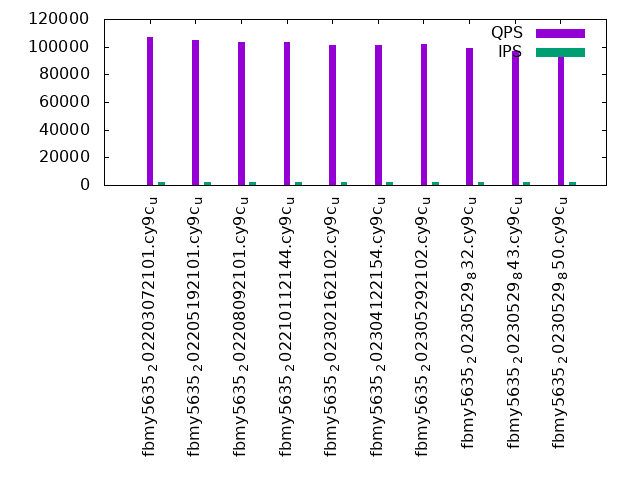 120000
100000
80000
60000
40000
20000
0
QPS
IPS
fbmy5635₂02203072101.cy9cᵤ
fbmy5635₂02205192101.cy9cᵤ
fbmy5635₂02208092101.cy9cᵤ
fbmy5635₂02210112144.cy9cᵤ
fbmy5635₂02302162102.cy9cᵤ
fbmy5635₂02304122154.cy9cᵤ
fbmy5635₂02305292102.cy9cᵤ
fbmy5635₂0230529₈32.cy9cᵤ
fbmy5635₂0230529₈43.cy9cᵤ
fbmy5635₂0230529₈50.cy9cᵤ